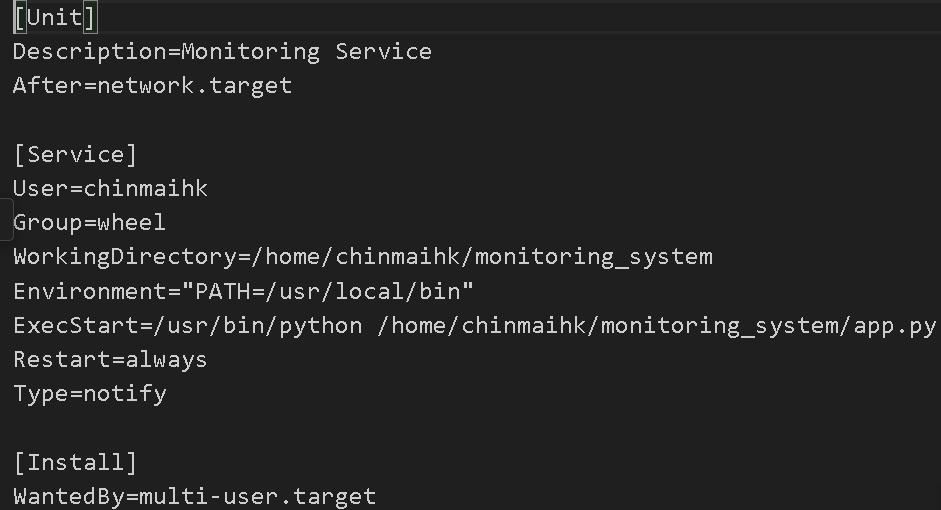 [Unit]
Description=Monitoring Service
After=network.target
[Service]
User=chinmaihk
Group=wheel
WorkingDirectory=/home/chinmaihk/monitoring_system
Environment="PATH=/usr/local/bin"
ExecStart=/usr/bin/python /home/chinmaihk/monitoring_system/app.py
Restart=always
Type=notify
[Install]
WantedBy=multi-user.target